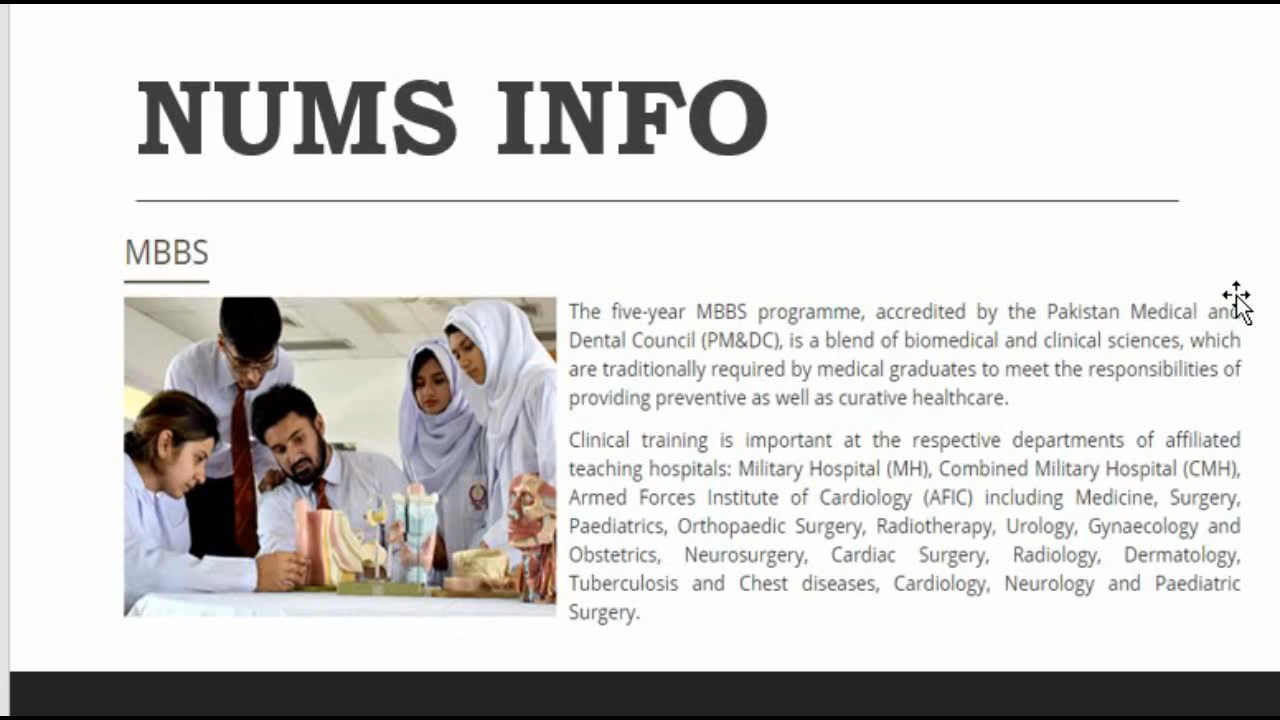 NUMS INFO
MBBS
The five-year MBBS programme, accredited by the Pakistan Medical and
Dental Council (PM&DC), is a blend of biomedical and clinical sciences, which
are traditionally required by medical graduates to meet the responsibilities of
providing preventive as well as curative healthcare.
Clinical training is important at the respective departments of affiliated
teaching hospitals: Military Hospital (MH), Combined Military Hospital (CMH),
Armed Forces Institute of Cardiology (AFIC) including Medicine, Surgery,
Paediatrics, Orthopaedic Surgery, Radiotherapy, Urology, Gynaecology and
Obstetrics, Neurosurgery, Cardiac Surgery, Radiology, Dermatology,
Tuberculosis and Chest diseases, Cardiology, Neurology and Paediatric
Surgery.